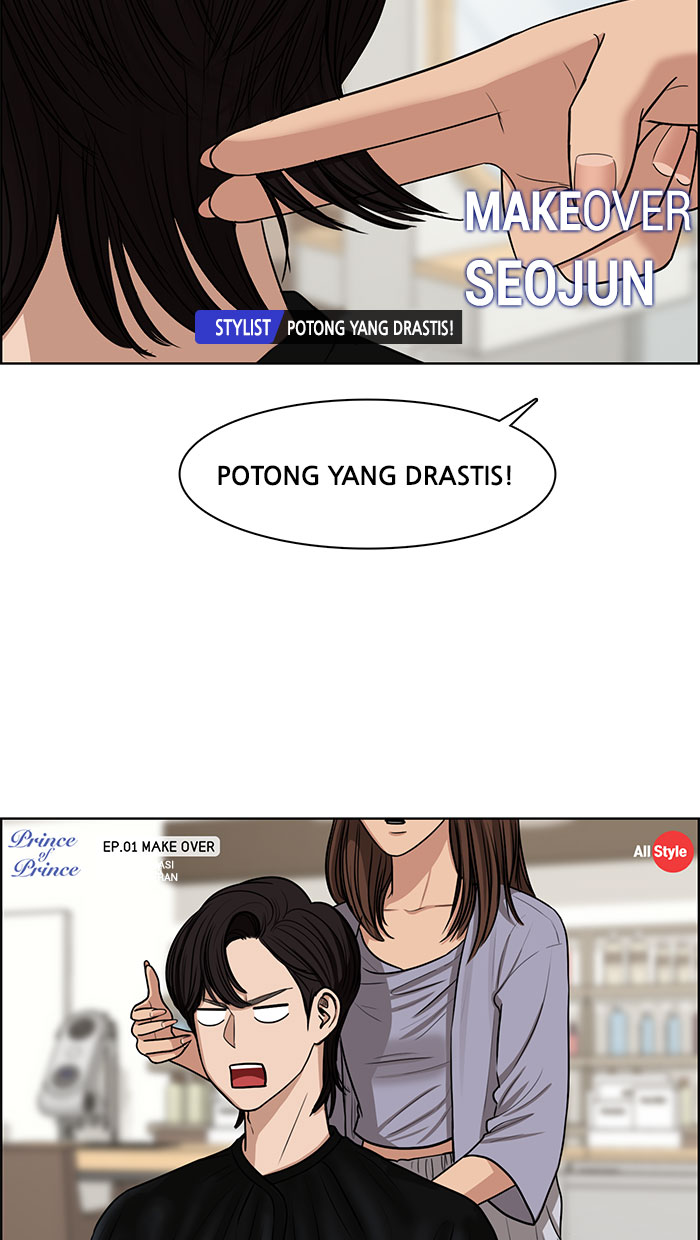 MAKEOVER
SEOJUN
STYLIST POTONG YANG DRASTIS!
POTONG YANG DRASTIS!
Prince
of
Prince
EP.01 MAKE OVER
All Style